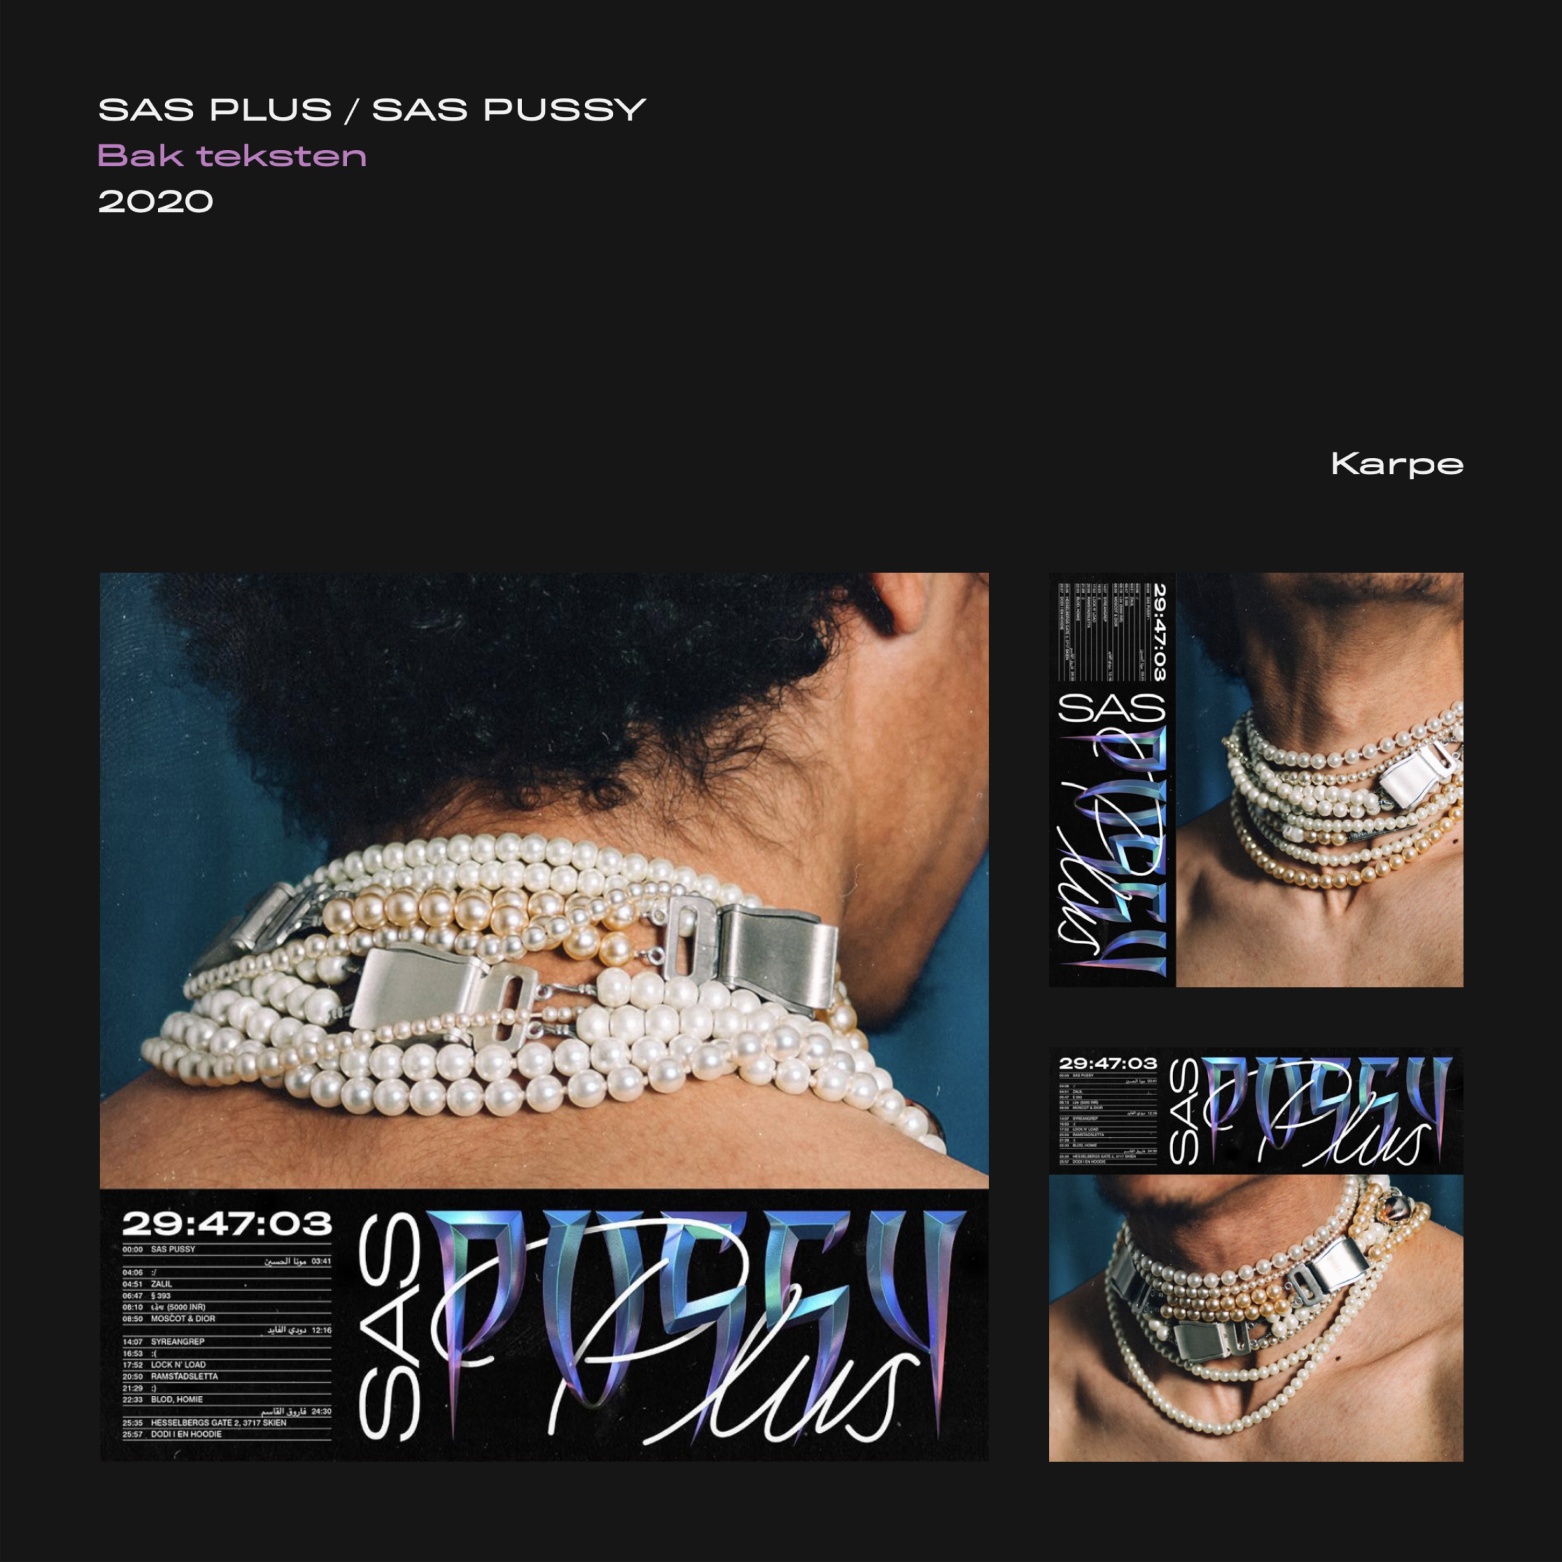 SAS PLUS / SAS PUSSY
Bak teksten
2020
Karpe
29:47:03
00:00 SAS PUSSY
مونا الحسين 03:41
04:06 :/
04:51 ZALIL
06:47 § 393
08:10 (5000 INR)
08:50 MOSCOT & DIOR
دودي الفايد 12:16
14:07 SYREANGREP
16:53 :(
17:52 LOCK N' LOAD
20:50 RAMSTADSLETTA
21:29 :)
22:33 BLOD, HOMIE
فاروق القاسم 24:30
25:35 HESSELBERGS GATE 2, 3717 SKIEN
25:57 DODI I EN HOODIE
SAS PUSSY
Plus
29:47:03
SAS PUSSY
Plus
29:47:03
SAS PUSSY
Plus